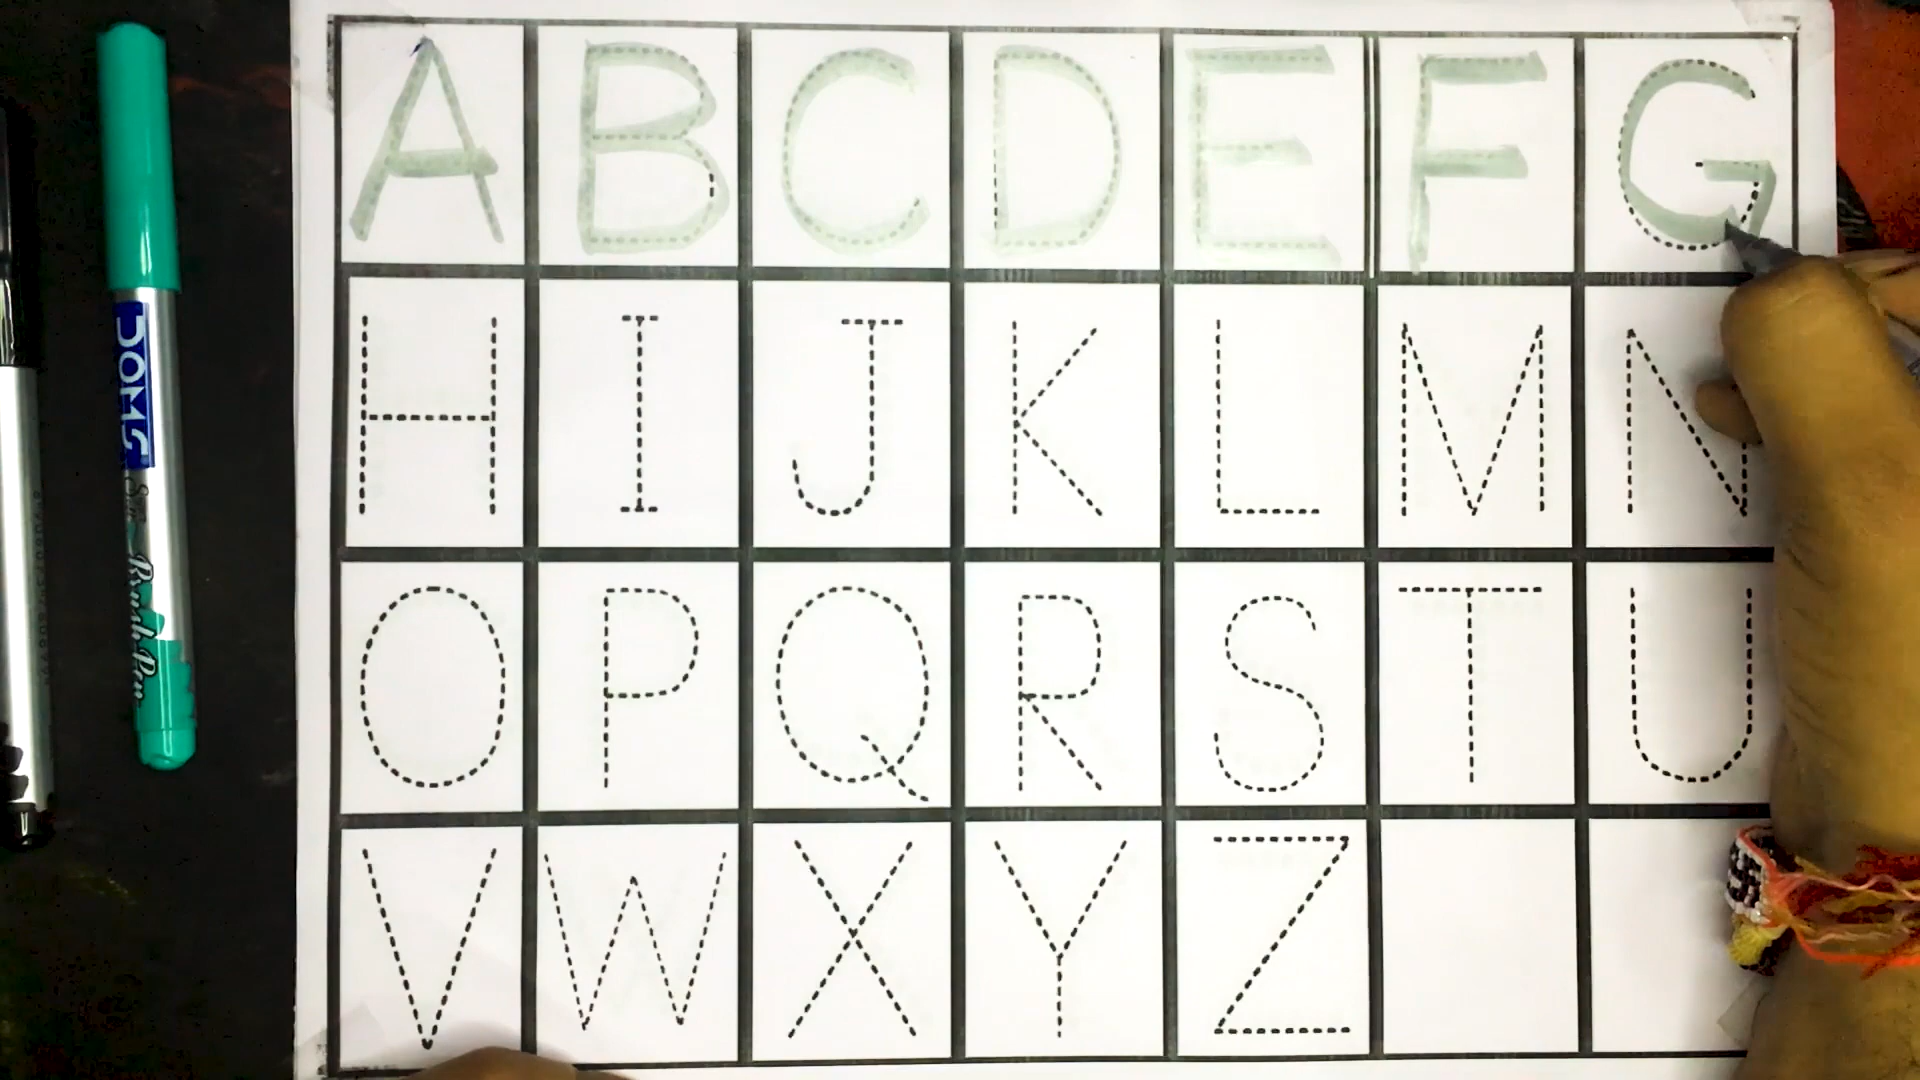 A B C D E F G
H I J K L M N
O P Q R S T U
V W X Y Z
DOMS
Brush Pen